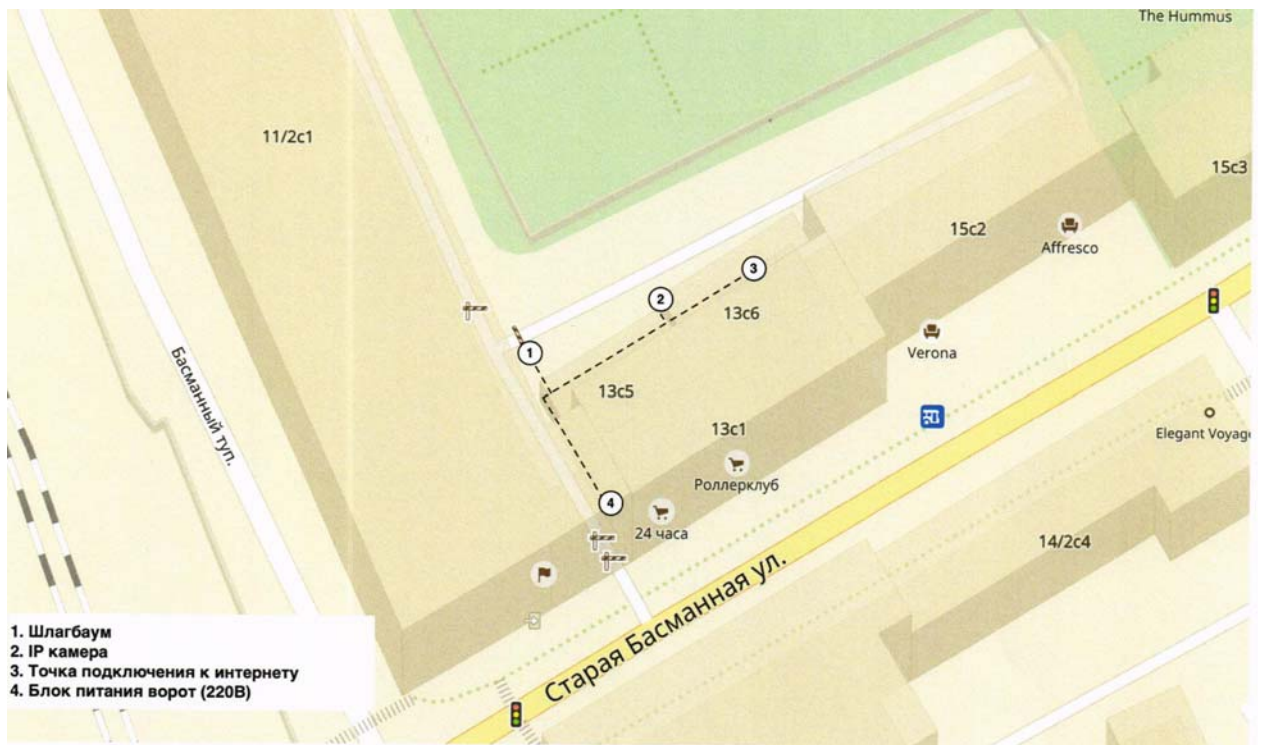 The Hummus
11/2с1
15с3
15с2
Affresco
3
2
13с6
1
Verona
Басманный туп.
13с5
Elegant Voyage
13с1
Роллерклуб
4
24 часа
14/2с4
Старая Басманная ул.
1. Шлагбаум
2. IP камера
3. Точка подключения к интернету
4. Блок питания ворот (220В)